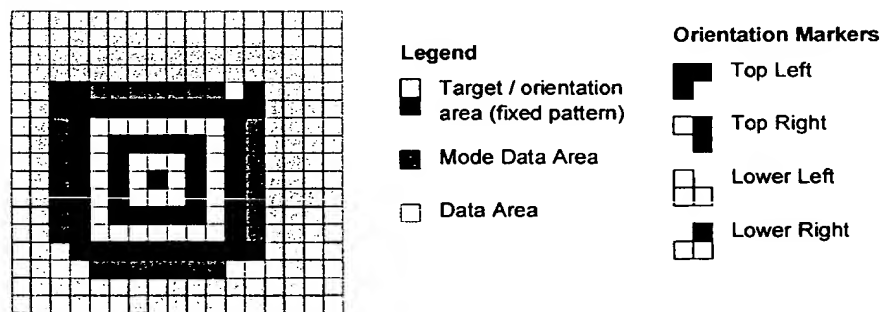 Legend
Target / orientation
area (fixed pattern)
Mode Data Area
Data Area
Orientation Markers
Top Left
Top Right
Lower Left
Lower Right